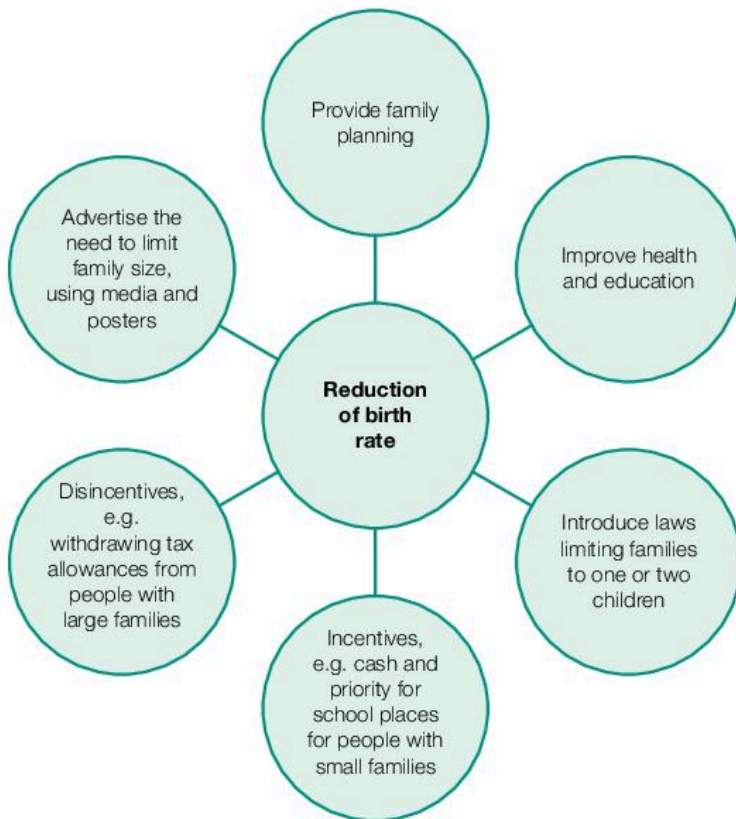 Provide family
planning
Improve health
and education
Introduce laws
limiting families
to one or two
children
Incentives,
e.g. cash and
priority for
school places
for people with
small families
Disincentives,
e.g.
withdrawing tax
allowances from
people with
large families
Advertise the
need to limit
family size,
using media and
posters
Reduction
of birth
rate